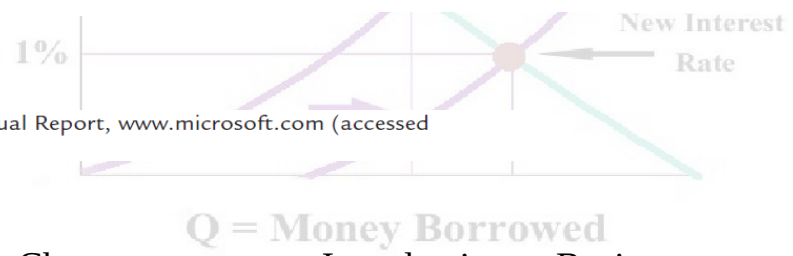 New Interest
1%
Rate
ual Report, www.microsoft.com (accessed
Q = Money Borrowed